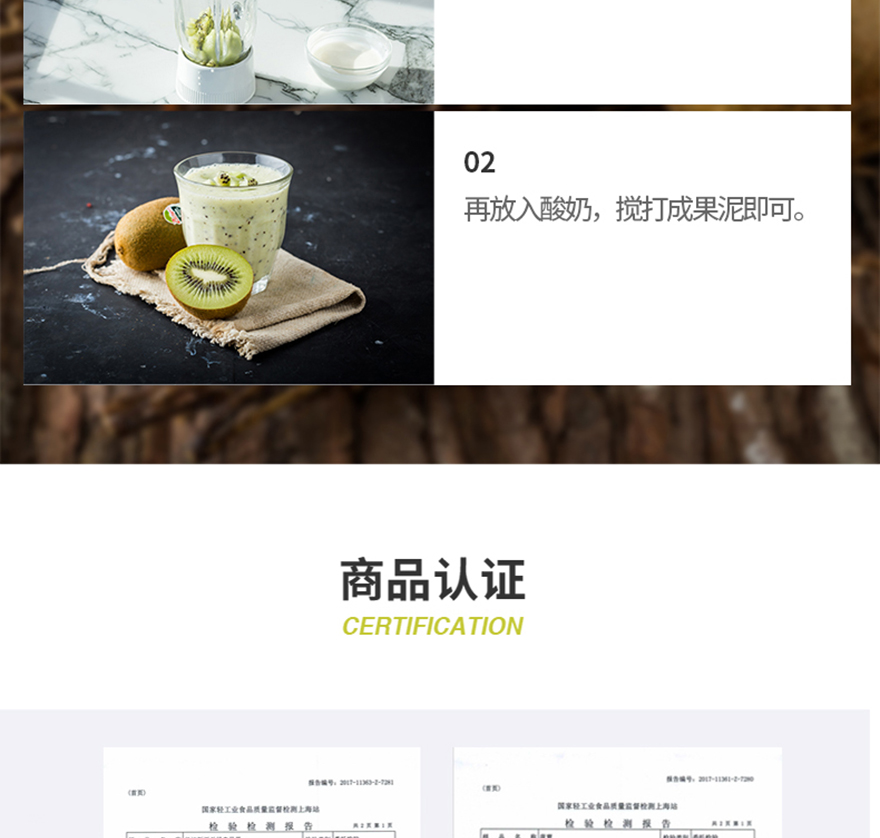 02
再放入酸奶，搅打成果泥即可。
商品认证
CERTIFICATION
报告编号：2017-11363-Z-7281
（首页）
国家轻工业食品质量监督检测上海站
检 验 检 测 报 告
共 2 页 第 1 页
报告编号：2017-11361-Z-7280
（首页）
国家轻工业食品质量监督检测上海站
检 验 检 测 报 告
共 2 页 第 1 页